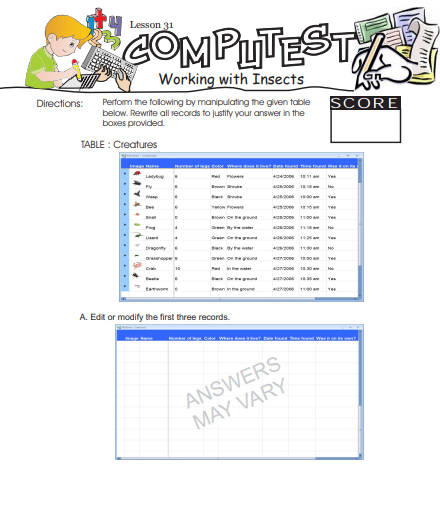 Lesson 31
COMPUTEST
Working with Insects
Directions: Perform the following by manipulating the given table
below. Rewrite all records to justify your answer in the
boxes provided.
SCORE
TABLE : Creatures
Image Name Number of legs Color Where does it live? Date found Time found Was it on its own?
Ladybug 6 Red Flowers 4/24/2006 10:11 am Yes
Fly 6 Brown Shrubs 4/25/2006 10:15 am No
Wasp 6 Black Shrubs 4/25/2006 10:00 am Yes
Bee 6 Yellow Flowers 4/25/2006 10:15 am Yes
Snail 0 Brown On the ground 4/26/2006 11:00 am Yes
Frog 4 Green By the water 4/26/2006 11:15 am No
Lizard 4 Green On the ground 4/26/2006 11:25 am Yes
Dragonfly 6 Black By the water 4/26/2006 11:30 am No
Grasshopper 6 Green On the ground 4/27/2006 10:00 am Yes
Crab 10 Red In the water 4/27/2006 10:30 am No
Beetle 6 Black On the ground 4/27/2006 10:35 am Yes
Earthworm 0 Brown In the ground 4/27/2006 11:00 am Yes
A. Edit or modify the first three records.
Image Name Number of legs Color Where does it live? Date found Time found Was it on its own?
ANSWERS
MAY VARY